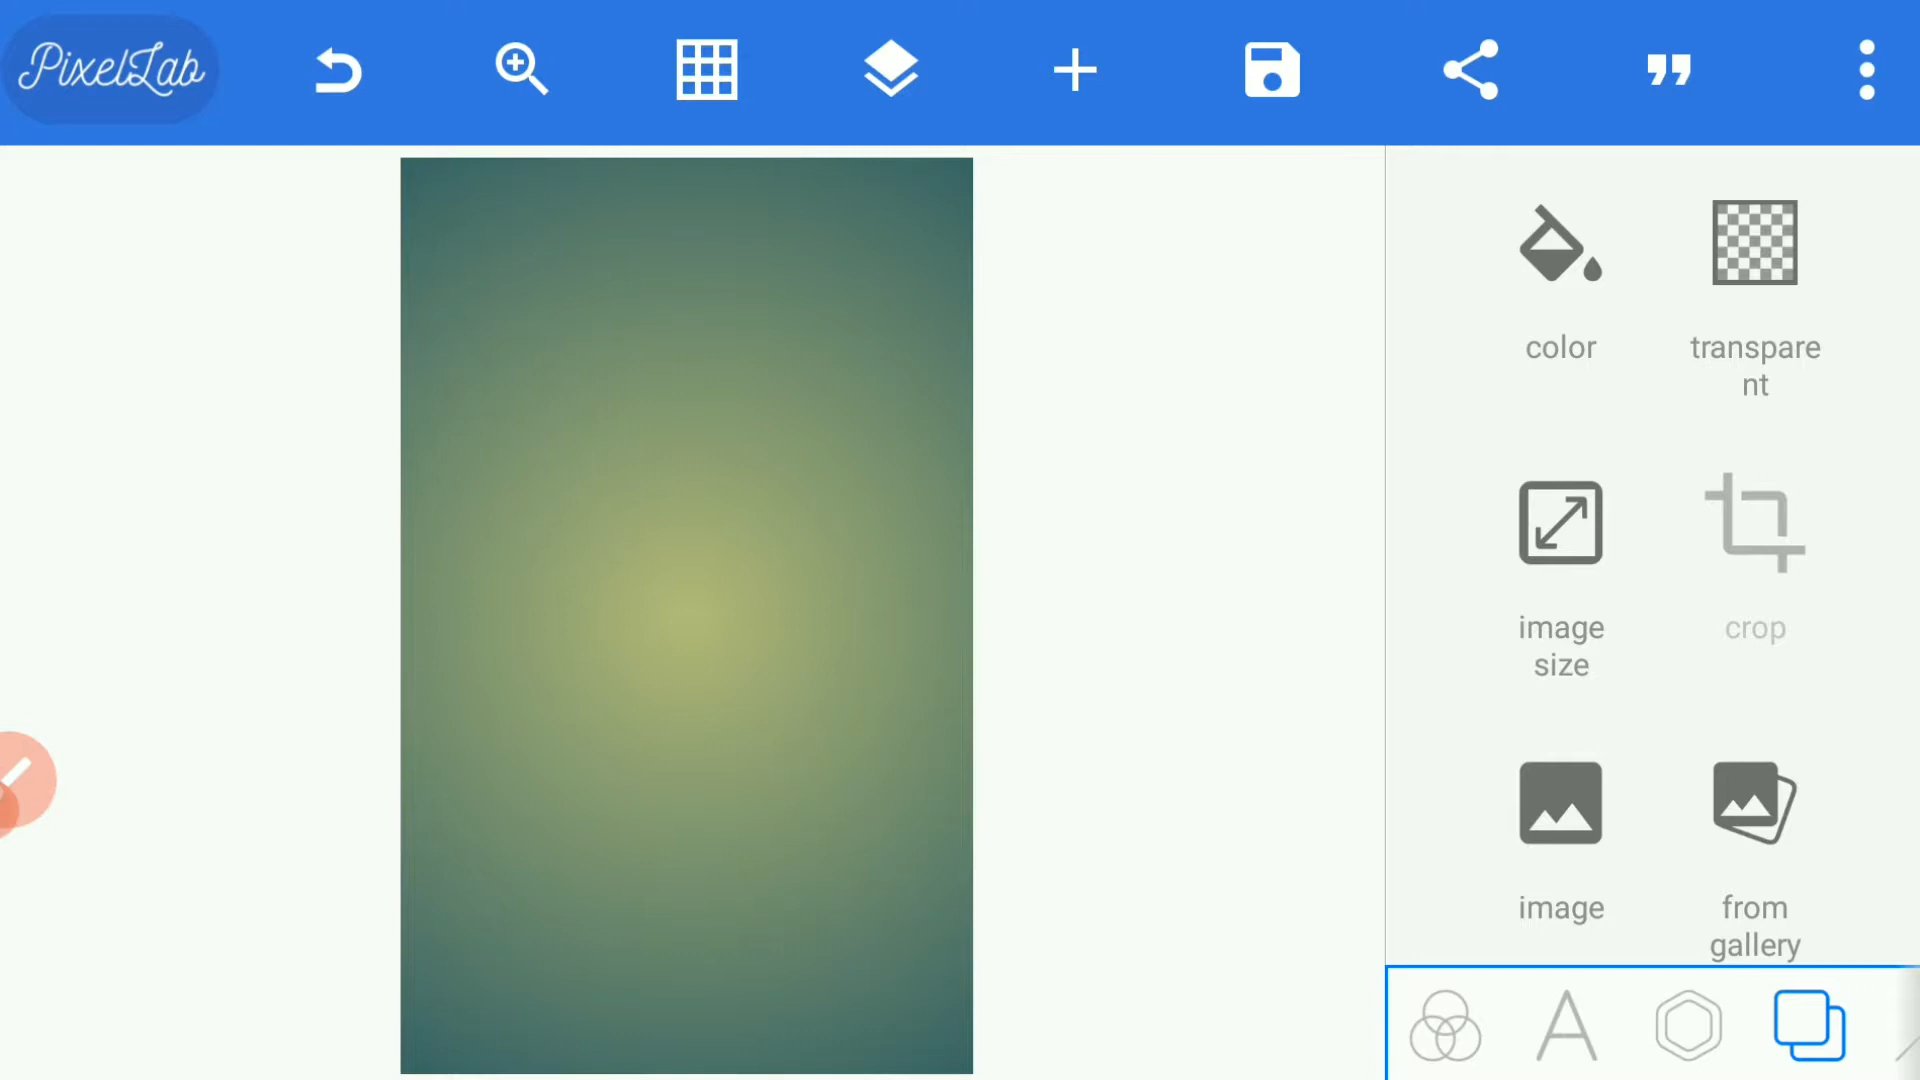 PixelLab
color
transpare
nt
image
size
crop
image
from
gallery